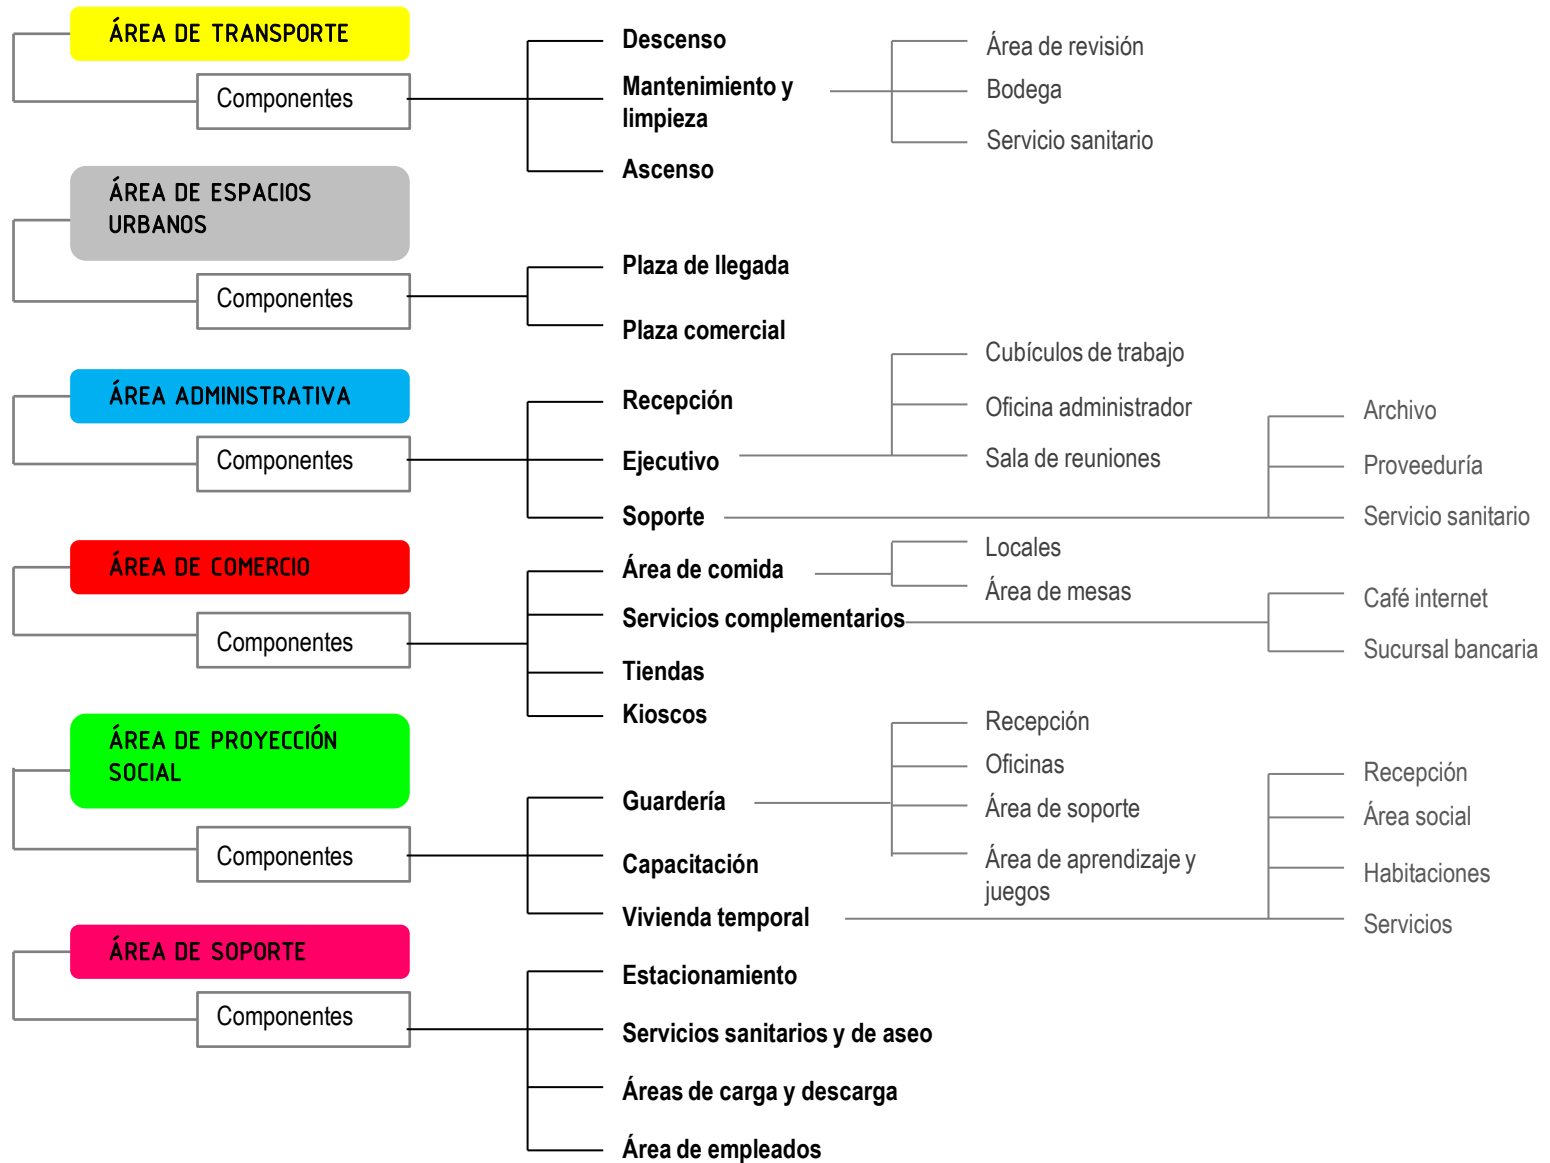 ÁREA DE TRANSPORTE
Componentes
Descenso
Mantenimiento y
limpieza
Ascenso
Área de revisión
Bodega
Servicio sanitario
ÁREA DE ESPACIOS
URBANOS
Componentes
Plaza de llegada
Plaza comercial
ÁREA ADMINISTRATIVA
Componentes
Recepción
Ejecutivo
Soporte
Cubículos de trabajo
Oficina administrador
Sala de reuniones
Archivo
Proveeduría
Servicio sanitario
ÁREA DE COMERCIO
Componentes
Área de comida
Servicios complementarios
Tiendas
Kioscos
Locales
Área de mesas
Café internet
Sucursal bancaria
ÁREA DE PROYECCIÓN
SOCIAL
Componentes
Guardería
Capacitación
Vivienda temporal
Recepción
Oficinas
Área de soporte
Área de aprendizaje y
juegos
Recepción
Área social
Habitaciones
Servicios
ÁREA DE SOPORTE
Componentes
Estacionamiento
Servicios sanitarios y de aseo
Áreas de carga y descarga
Área de empleados